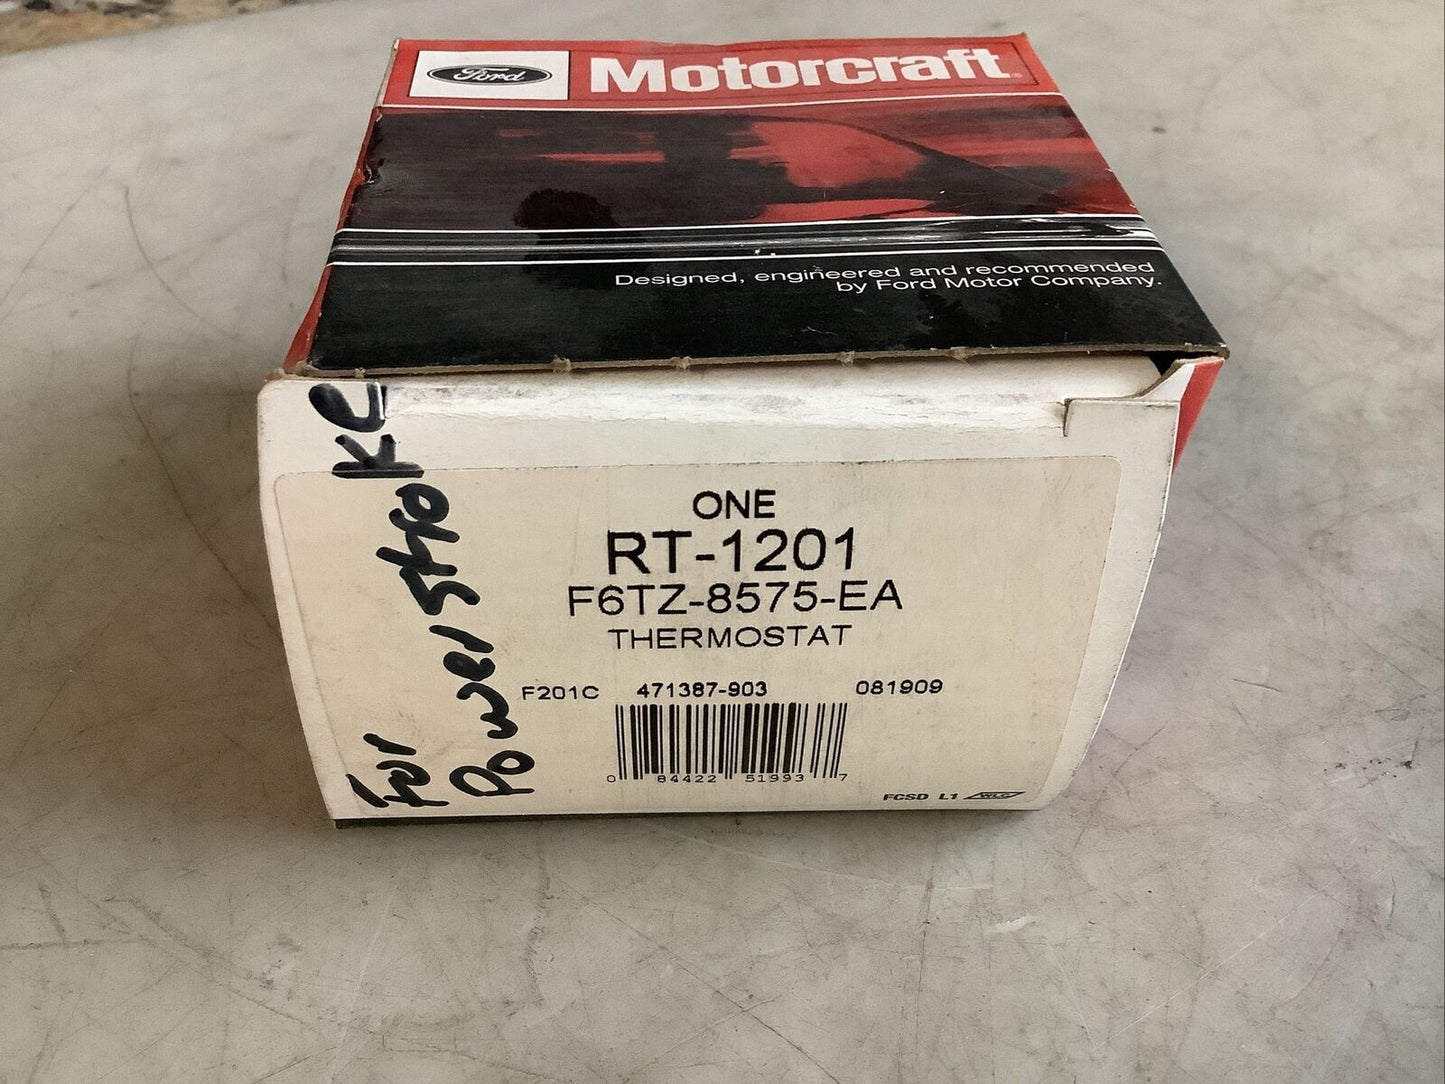 Ford
Motorcraft®
Designed, engineered and recommended
by Ford Motor Company.
For
Powerstroke
ONE
RT-1201
F6TZ-8575-EA
THERMOSTAT
F201C 471387-903 081909
0 84422 51993 7
FCSD L1 WLC